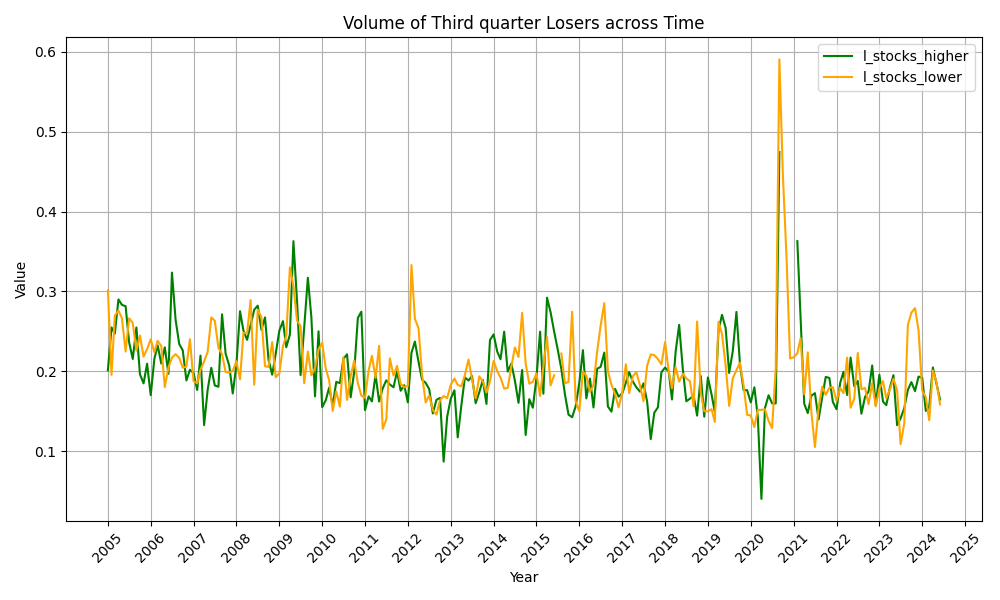 Volume of Third quarter Losers across Time
l_stocks_higher
l_stocks_lower
Value
0.6
0.5
0.4
0.3
0.2
0.1
2005 2006 2007 2008 2009 2010 2011 2012 2013 2014 2015 2016 2017 2018 2019 2020 2021 2022 2023 2024 2025
Year